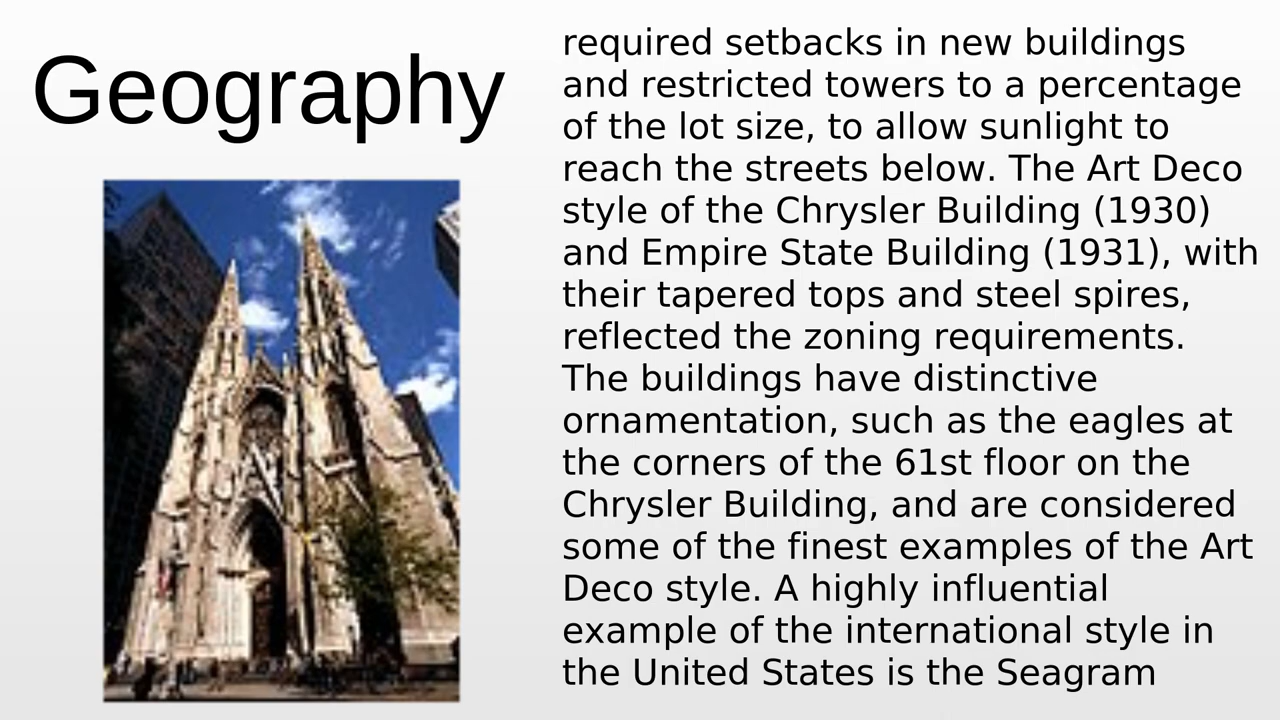 Geography
required setbacks in new buildings
and restricted towers to a percentage
of the lot size, to allow sunlight to
reach the streets below. The Art Deco
style of the Chrysler Building (1930)
and Empire State Building (1931), with
their tapered tops and steel spires,
reflected the zoning requirements.
The buildings have distinctive
ornamentation, such as the eagles at
the corners of the 61st floor on the
Chrysler Building, and are considered
some of the finest examples of the Art
Deco style. A highly influential
example of the international style in
the United States is the Seagram